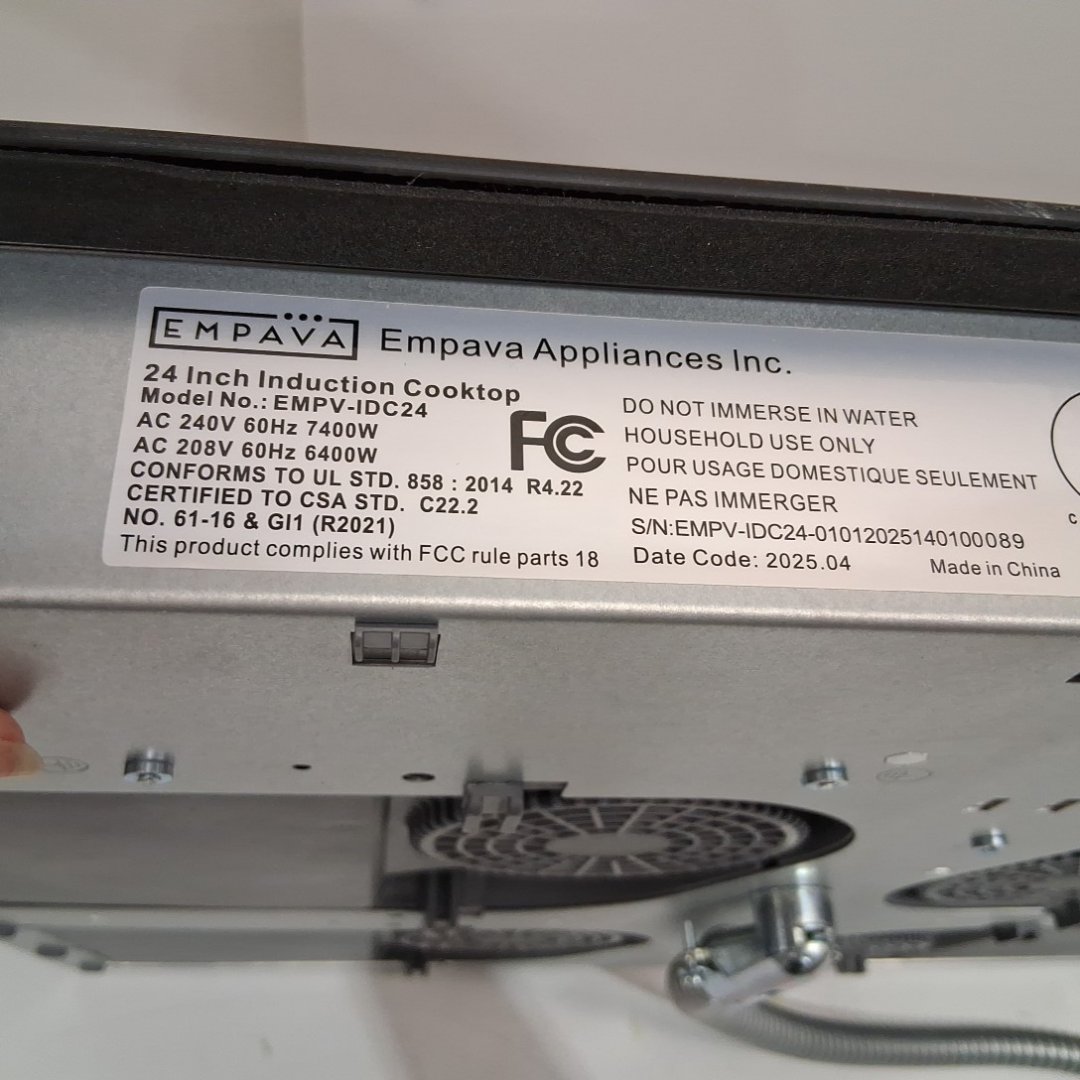 EMPAVA Empava Appliances Inc.
24 Inch Induction Cooktop
Model No.: EMPV-IDC24
AC 240V 60Hz 7400W
AC 208V 60Hz 6400W
CONFORMS TO UL STD. 858 : 2014 R4.22
CERTIFIED TO CSA STD. C22.2
NO. 61-16 & GI1 (R2021)
This product complies with FCC rule parts 18
FC
DO NOT IMMERSE IN WATER
HOUSEHOLD USE ONLY
POUR USAGE DOMESTIQUE SEULEMENT
NE PAS IMMERGER
S/N:EMPV-IDC24-01012025140100089
Date Code: 2025.04
Made in China